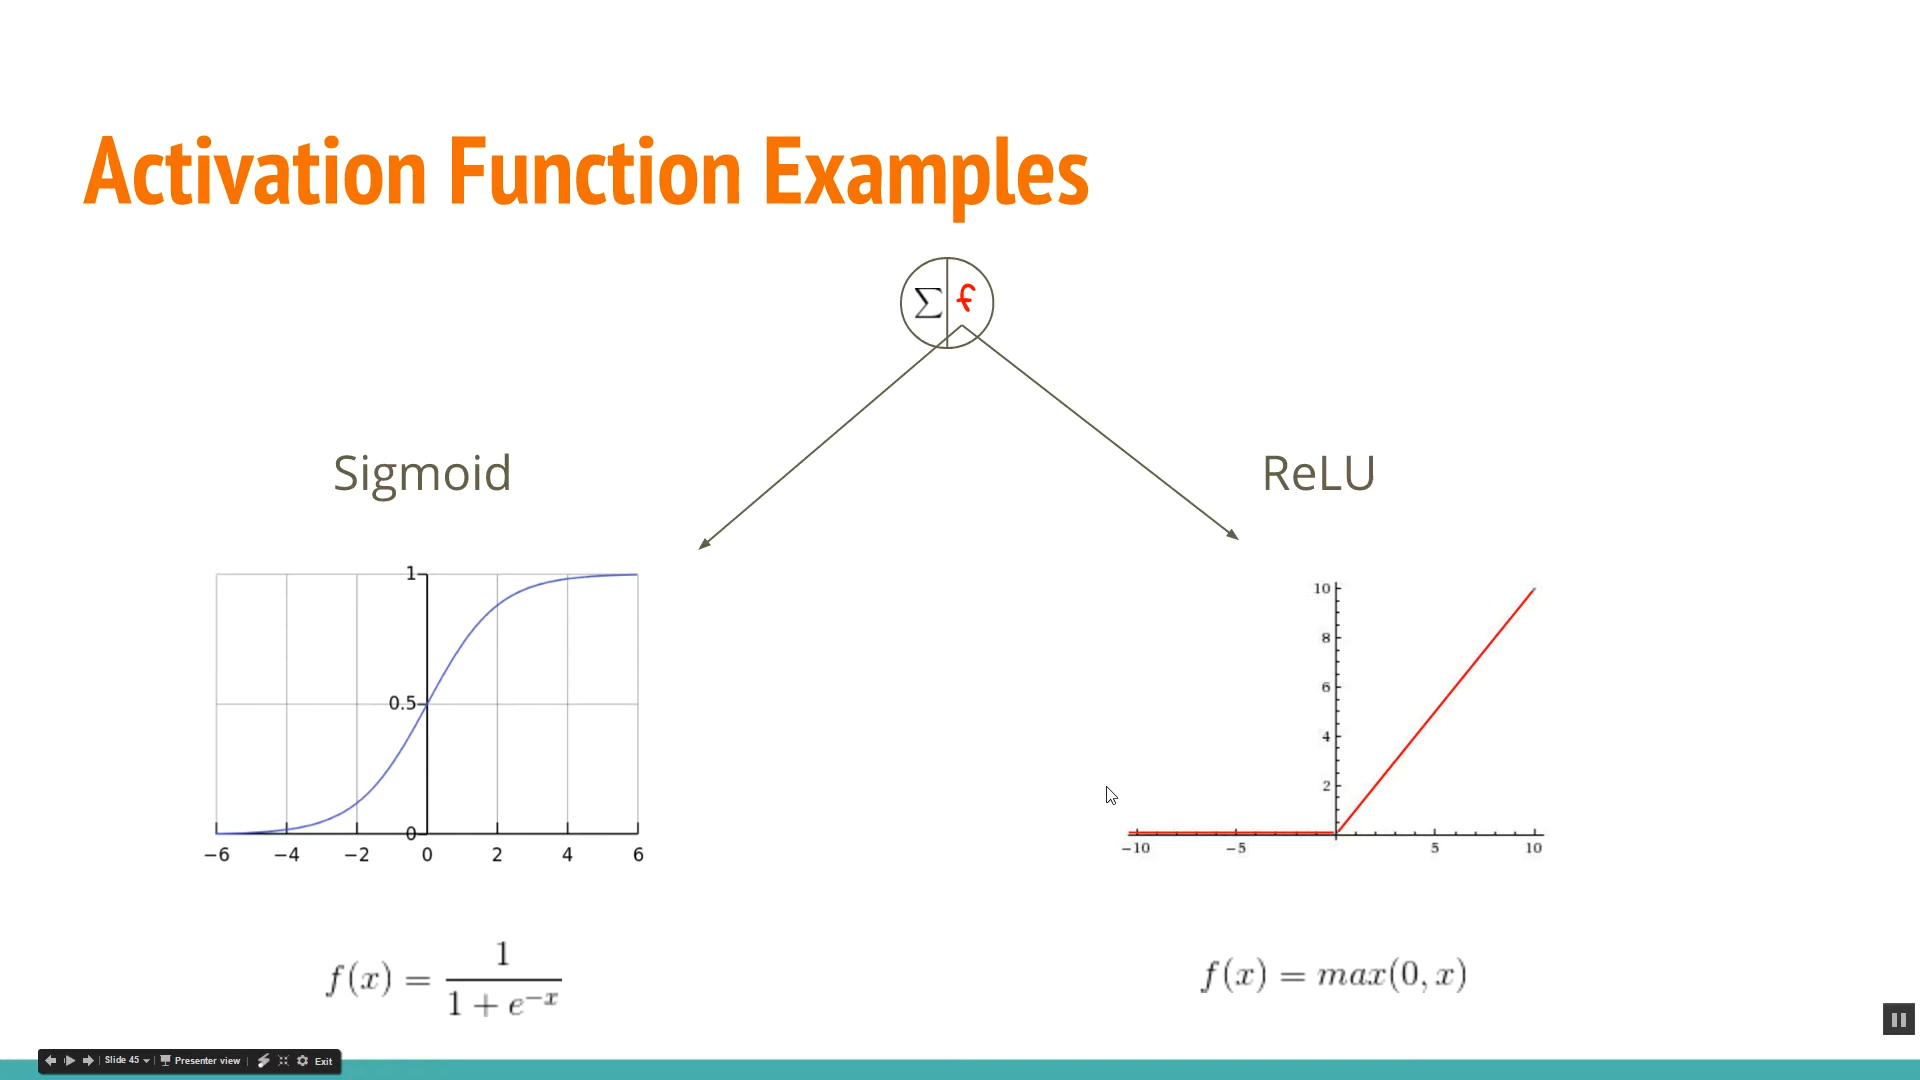 Activation Function Examples
∑ f
Sigmoid
ReLU
1
0.5
0
−6 −4 −2 0 2 4 6
10
8
6
4
2
−10 −5 5 10
f(x) = 1 / (1 + e^{−x})
f(x) = max(0, x)
Slide 45 Presenter view Exit